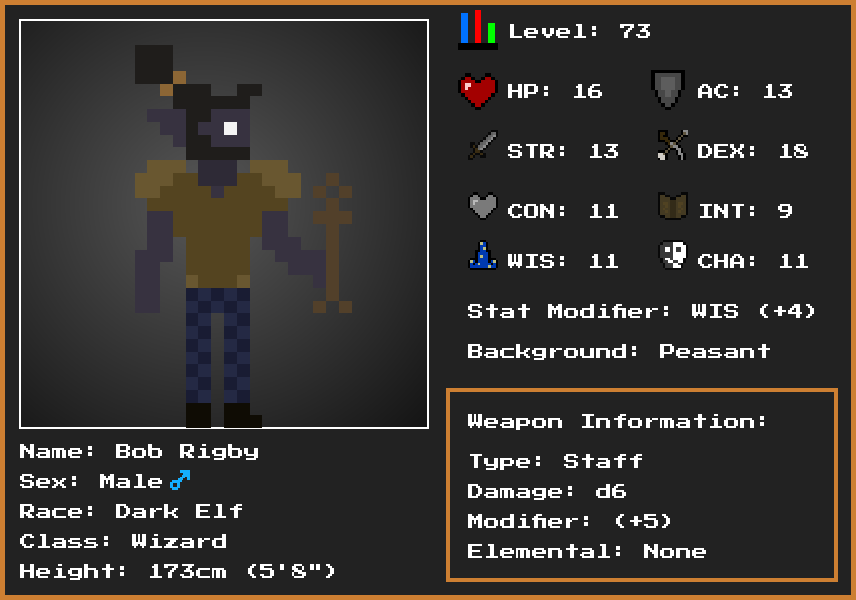 Level: 73
HP: 16
AC: 13
STR: 13
DEX: 18
CON: 11
INT: 9
WIS: 11
CHA: 11
Stat Modifier: WIS (+4)
Background: Peasant
Weapon Information:
Type: Staff
Damage: d6
Modifier: (+5)
Elemental: None
Name: Bob Rigby
Sex: Male ♂
Race: Dark Elf
Class: Wizard
Height: 173cm (5'8")